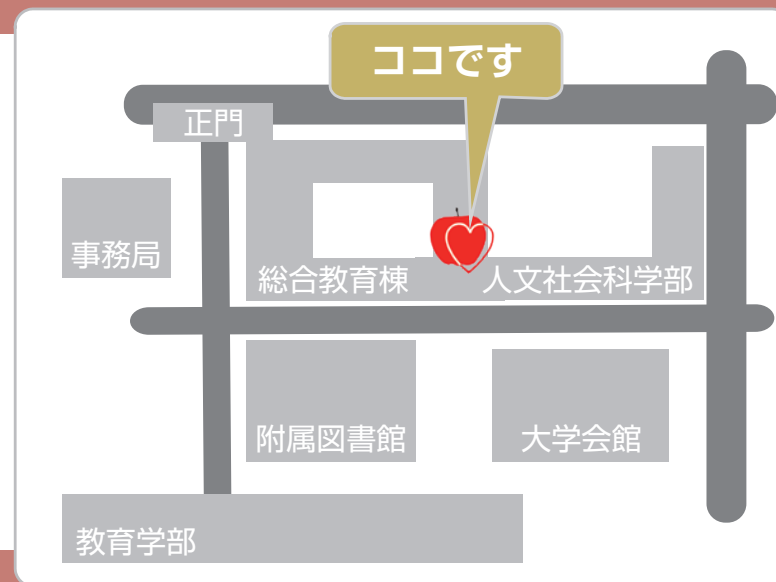 ココです
正門
事務局
総合教育棟
人文社会科学部
附属図書館
大学会館
教育学部